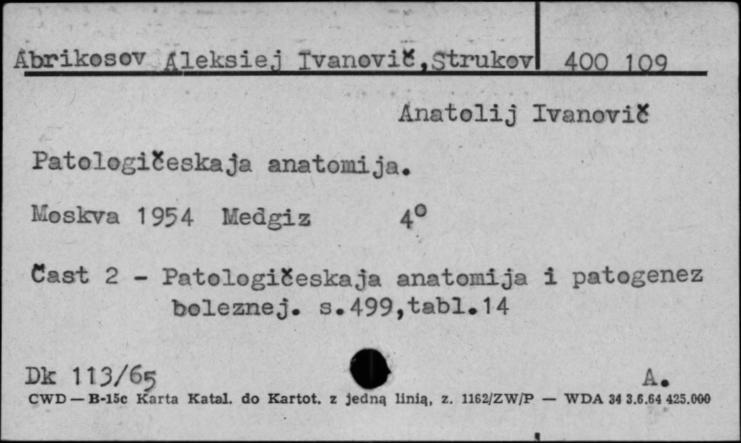 Abrikosov Aleksiej Ivanovič,Strukov 400 109
Anatolij Ivanovič
Patologičeskaja anatomija.
Moskva 1954 Medgiz 4°
Čast 2 - Patologičeskaja anatomija i patogenez
boleznej. s.499,tabl.14
Dk 113/65 A.
CWD — B-15c Karta Katal. do Kartot. z jedną linią, z. 1162/ZW/P — WDA 34 3.6.64 425.000